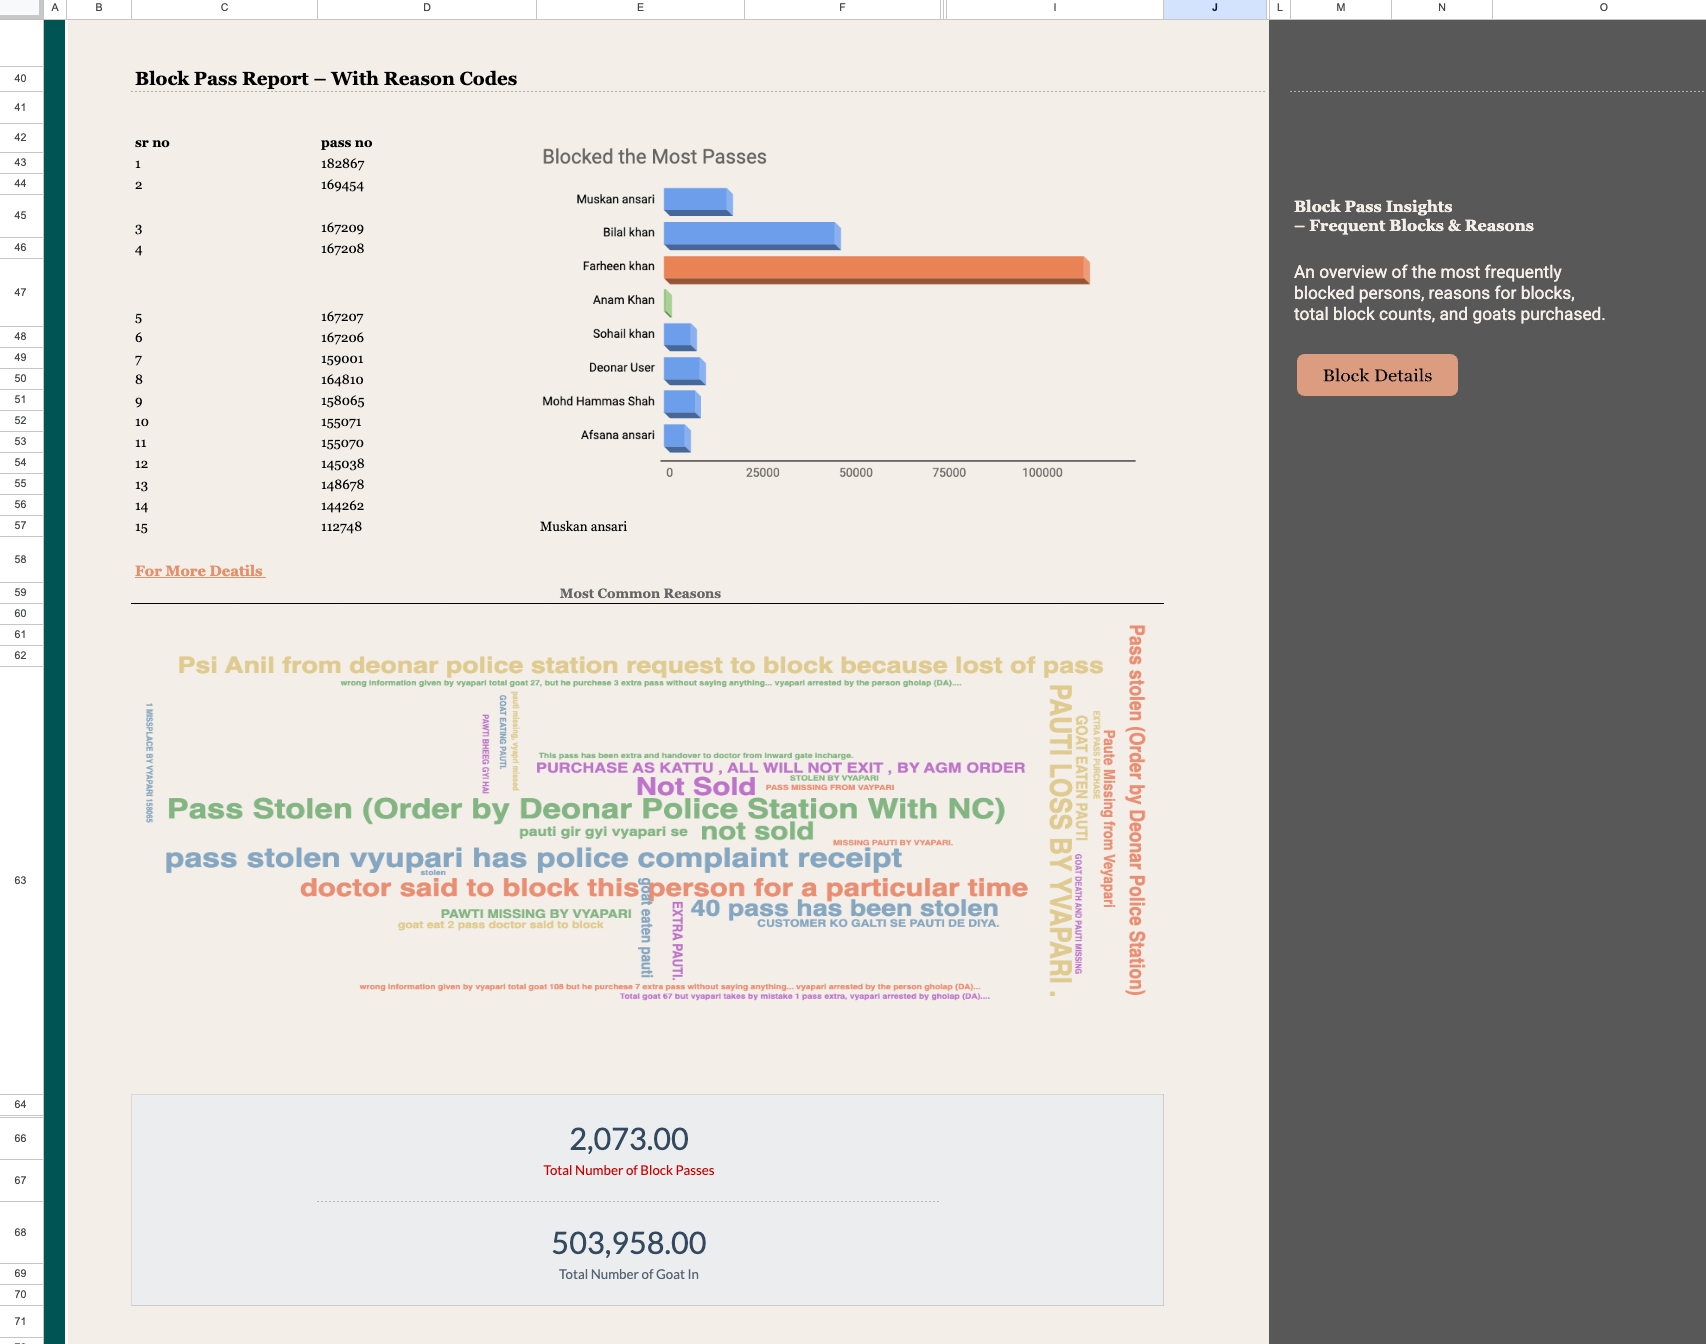 A B C D E F I J L M N O
40
Block Pass Report – With Reason Codes
41
42
sr no pass no
43
1 182867
44
2 169454
45
3 167209
46
4 167208
47
5 167207
48
6 167206
49
7 159001
50
8 164810
51
9 158065
52
10 155071
53
11 155070
54
12 145038
55
13 148678
56
14 144262
57
15 112748 Muskan ansari
Blocked the Most Passes
Muskan ansari
Bilal khan
Farheen khan
Anam Khan
Sohail khan
Deonar User
Mohd Hammas Shah
Afsana ansari
0 25000 50000 75000 100000
Block Pass Insights
– Frequent Blocks & Reasons
An overview of the most frequently
blocked persons, reasons for blocks,
total block counts, and goats purchased.
Block Details
58
For More Deatils
59
Most Common Reasons
60
61
62
Psi Anil from deonar police station request to block because lost of pass
wrong information given by vyapari total goat 27, but he purchese 3 extra pass without saying anything... vyapari arrested by the person gholap (DA)....
1 MISSPLACE BY VYAPARI 158065
PAWTI BHEEG GYI HAI
GOAT EATING PAUTI.
pauti missing, vyapri missed
This pass has been extra and handover to doctor from inward gate incharge.
PURCHASE AS KATTU , ALL WILL NOT EXIT , BY AGM ORDER
STOLEN BY VYAPARI
Not Sold
PASS MISSING FROM VAYPARI
Pass Stolen (Order by Deonar Police Station With NC)
pauti gir gyi vyapari se
not sold
MISSING PAUTI BY VYAPARI.
pass stolen vyupari has police complaint receipt
stolen
doctor said to block this person for a particular time
63
PAWTI MISSING BY VYAPARI
goat eat 2 pass doctor said to block
goat eaten pauti
EXTRA PAUTI.
40 pass has been stolen
CUSTOMER KO GALTI SE PAUTI DE DIYA.
PAUTI LOSS BY VYAPARI .
GOAT EATEN PAUTI
GOAT DEATH AND PAUTI MISSING
EXTRA PASS PURCHASE
Paute Missing from Veyapari
Pass stolen (Order by Deonar Police Station)
wrong information given by vyapari total goat 108 but he purchese 7 extra pass without saying anything... vyapari arrested by the person gholap (DA)...
Total goat 67 but vyapari takes by mistake 1 pass extra, vyapari arrested by gholap (DA)....
64
66
2,073.00
67
Total Number of Block Passes
68
503,958.00
69
Total Number of Goat In
70
71